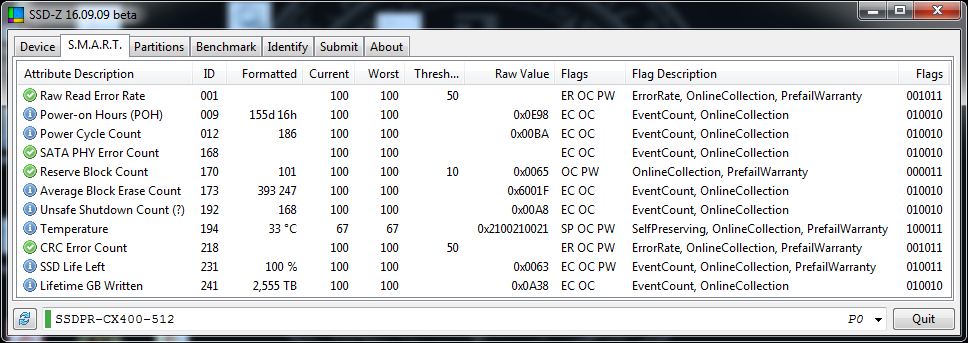 SSD-Z 16.09.09 beta
Device S.M.A.R.T. Partitions Benchmark Identify Submit About
Attribute Description ID Formatted Current Worst Thresh... Raw Value Flags Flag Description Flags
Raw Read Error Rate 001 100 100 50 ER OC PW ErrorRate, OnlineCollection, PrefailWarranty 001011
Power-on Hours (POH) 009 155d 16h 100 100 0x0E98 EC OC EventCount, OnlineCollection 010010
Power Cycle Count 012 186 100 100 0x00BA EC OC EventCount, OnlineCollection 010010
SATA PHY Error Count 168 100 100 EC OC EventCount, OnlineCollection 010010
Reserve Block Count 170 101 100 100 10 0x0065 OC PW OnlineCollection, PrefailWarranty 000011
Average Block Erase Count 173 393 247 100 100 0x6001F EC OC EventCount, OnlineCollection 010010
Unsafe Shutdown Count (?) 192 168 100 100 0x00A8 EC OC EventCount, OnlineCollection 010010
Temperature 194 33 °C 67 67 0x2100210021 SP OC PW SelfPreserving, OnlineCollection, PrefailWarranty 100011
CRC Error Count 218 100 100 50 ER OC PW ErrorRate, OnlineCollection, PrefailWarranty 001011
SSD Life Left 231 100 % 100 100 0x0063 EC OC PW EventCount, OnlineCollection, PrefailWarranty 010011
Lifetime GB Written 241 2,555 TB 100 100 0x0A38 EC OC EventCount, OnlineCollection 010010
SSDPR-CX400-512 P0 Quit